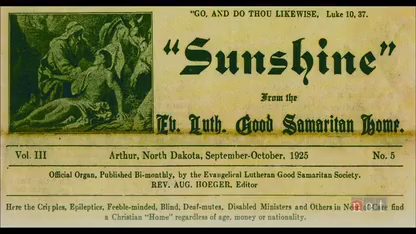 "GO, AND DO THOU LIKEWISE, Luke 10, 37.
"Sunshine"
From the
Ev. Luth. Good Samaritan Home.
Vol. III Arthur, North Dakota, September-October, 1925 No. 5
Official Organ, Published Bi-monthly, by the Evangelical Lutheran Good Samaritan Society.
REV. AUG. HOEGER, Editor
Here the Cripples, Epileptics, Feeble-minded, Blind, Deaf-mutes, Disabled Ministers and Others in Need of Care find
a Christian "Home" regardless of age, money or nationality.